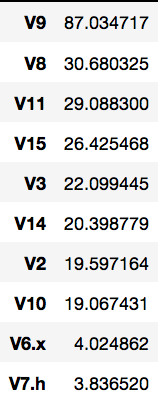 V9 87.034717
V8 30.680325
V11 29.088300
V15 26.425468
V3 22.099445
V14 20.398779
V2 19.597164
V10 19.067431
V6.x 4.024862
V7.h 3.836520